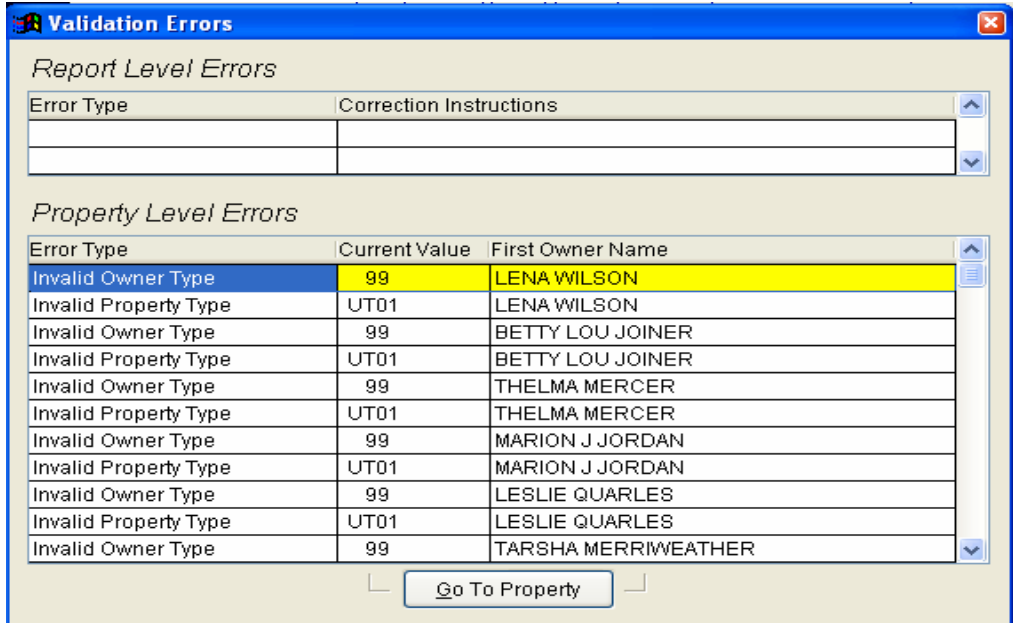 Validation Errors
Report Level Errors
Error Type Correction Instructions
Property Level Errors
Error Type Current Value First Owner Name
Invalid Owner Type 99 LENA WILSON
Invalid Property Type UT01 LENA WILSON
Invalid Owner Type 99 BETTY LOU JOINER
Invalid Property Type UT01 BETTY LOU JOINER
Invalid Owner Type 99 THELMA MERCER
Invalid Property Type UT01 THELMA MERCER
Invalid Owner Type 99 MARION J JORDAN
Invalid Property Type UT01 MARION J JORDAN
Invalid Owner Type 99 LESLIE QUARLES
Invalid Property Type UT01 LESLIE QUARLES
Invalid Owner Type 99 TARSHA MERRIWEATHER
Go To Property